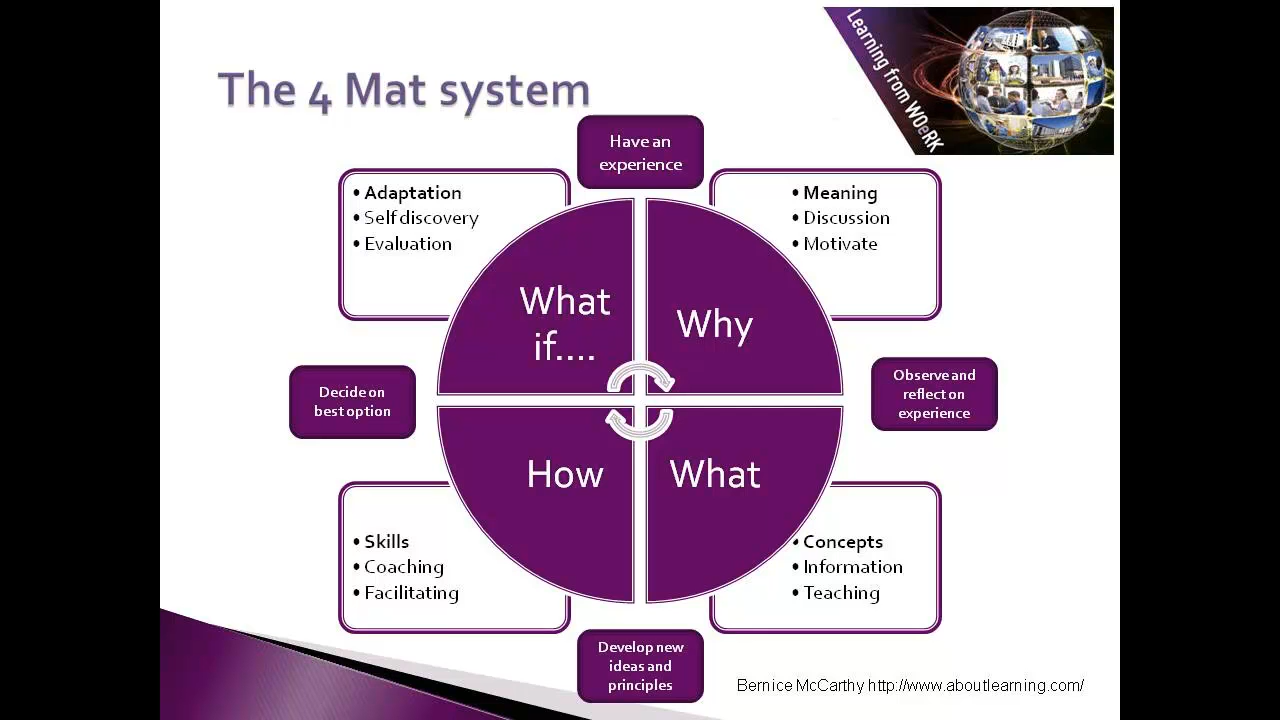 The 4 Mat system
Learning from WOeRK
Have an
experience
• Adaptation
• Self discovery
• Evaluation
• Meaning
• Discussion
• Motivate
What
if....
Why
Decide on
best option
Observe and
reflect on
experience
How
What
• Skills
• Coaching
• Facilitating
• Concepts
• Information
• Teaching
Develop new
ideas and
principles
Bernice McCarthy http://www.aboutlearning.com/